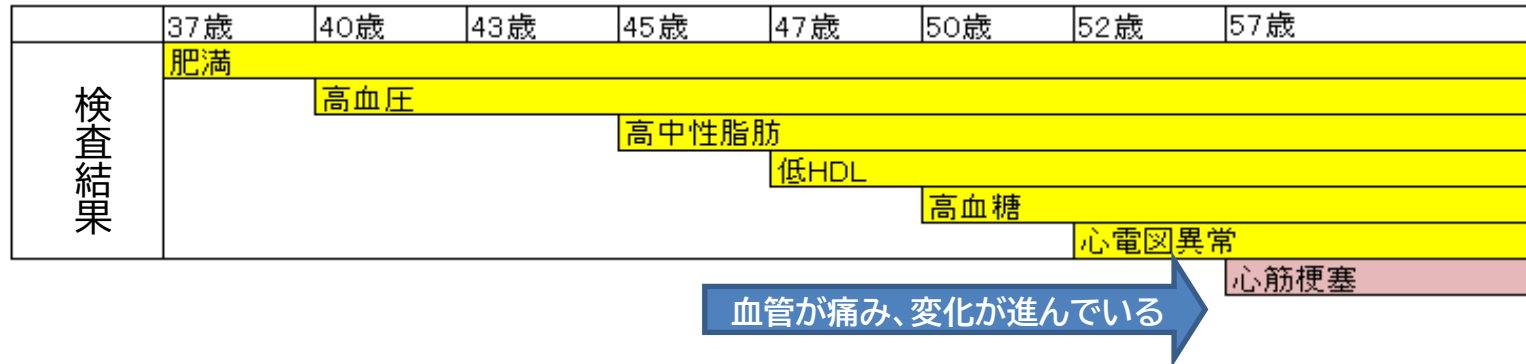 37歳 40歳 43歳 45歳 47歳 50歳 52歳 57歳
検査結果
肥満
高血圧
高中性脂肪
低HDL
高血糖
心電図異常
心筋梗塞
血管が痛み、変化が進んでいる